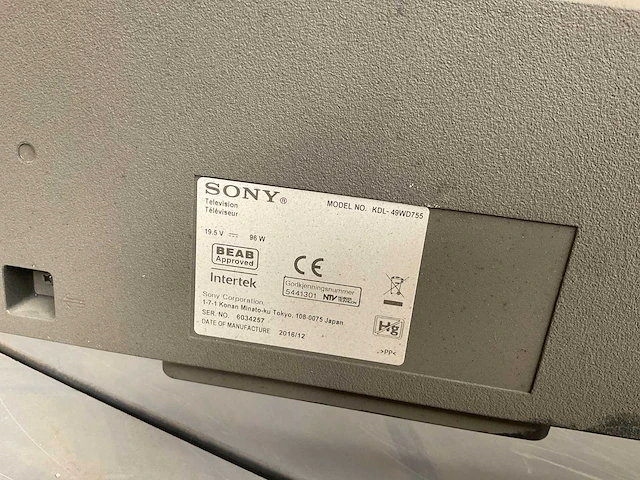 SONY®
Television
Téléviseur
MODEL NO. KDL-49WD755
19.5 V ⎓ 96 W
BEAB
Approved
Intertek
CE
Godkjenningsnummer
5441301 NTV
Sony Corporation
1-7-1 Konan Minato-ku Tokyo, 108-0075 Japan
SER. NO. 6034257
DATE OF MANUFACTURE 2016/12
Hg
>PP<